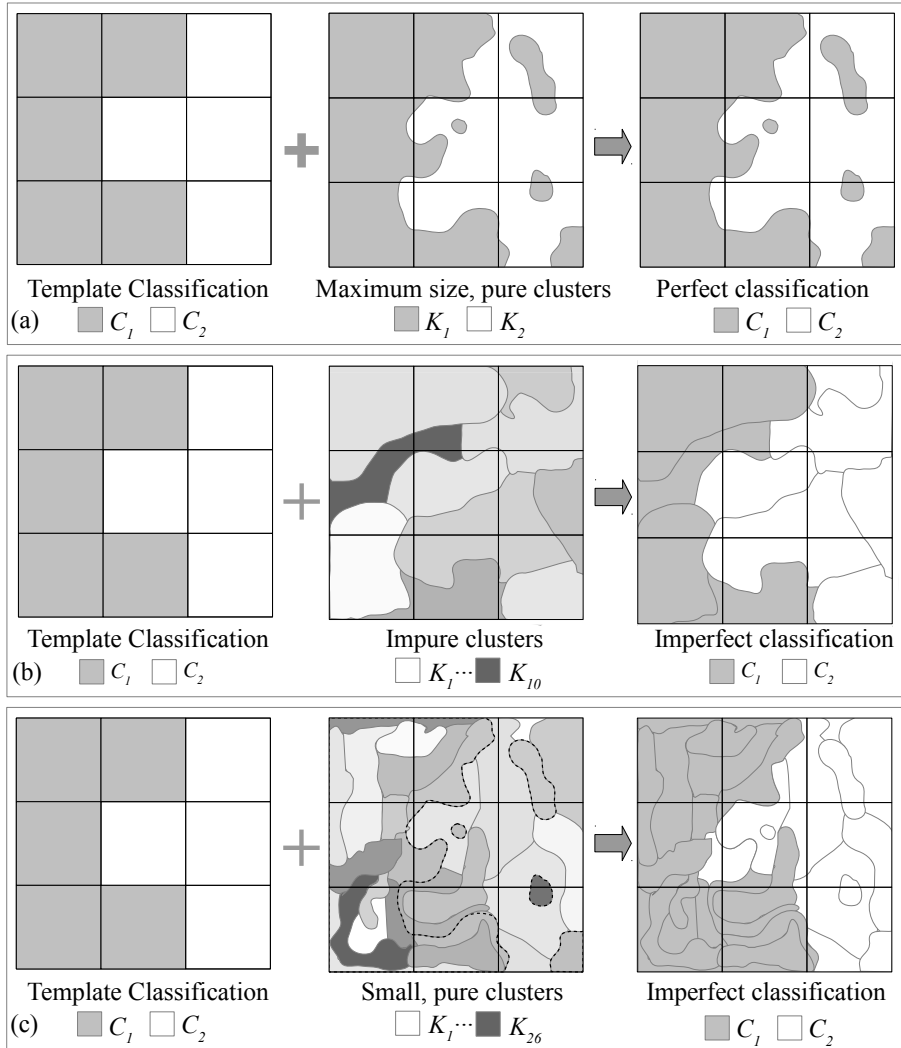 Template Classification Maximum size, pure clusters Perfect classification
(a) C1 C2 K1 K2 C1 C2
Template Classification Impure clusters Imperfect classification
(b) C1 C2 K1 ... K10 C1 C2
Template Classification Small, pure clusters Imperfect classification
(c) C1 C2 K1 ... K26 C1 C2